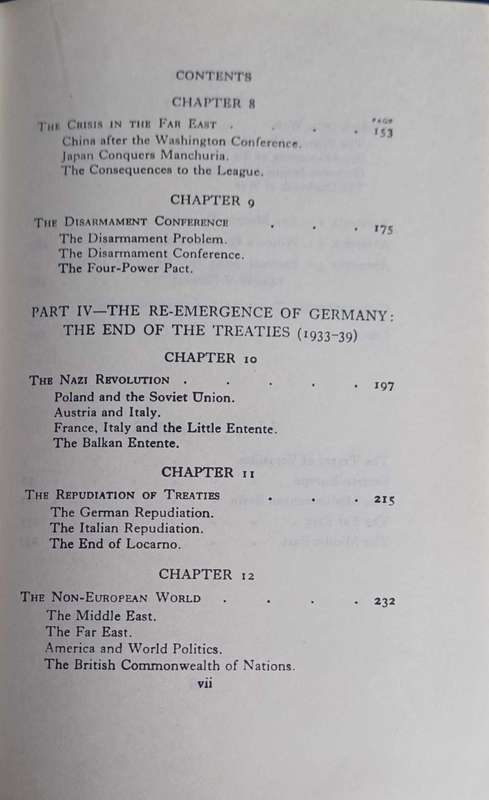 CONTENTS
CHAPTER 8
PAGE
THE CRISIS IN THE FAR EAST . . . 153
China after the Washington Conference.
Japan Conquers Manchuria.
The Consequences to the League.
CHAPTER 9
THE DISARMAMENT CONFERENCE . . . 175
The Disarmament Problem.
The Disarmament Conference.
The Four-Power Pact.
PART IV—THE RE-EMERGENCE OF GERMANY:
THE END OF THE TREATIES (1933-39)
CHAPTER 10
THE NAZI REVOLUTION . . . . . 197
Poland and the Soviet Union.
Austria and Italy.
France, Italy and the Little Entente.
The Balkan Entente.
CHAPTER 11
THE REPUDIATION OF TREATIES . . . 215
The German Repudiation.
The Italian Repudiation.
The End of Locarno.
CHAPTER 12
THE NON-EUROPEAN WORLD . . . . 232
The Middle East.
The Far East.
America and World Politics.
The British Commonwealth of Nations.
vii